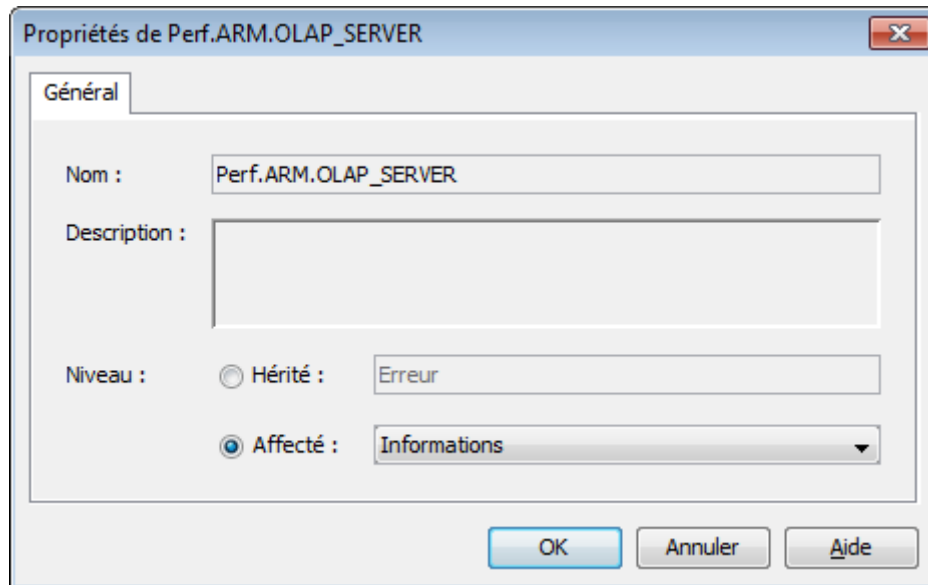 Propriétés de Perf.ARM.OLAP_SERVER
Général
Nom : Perf.ARM.OLAP_SERVER
Description :
Niveau : Hérité : Erreur
Affecté : Informations
OK Annuler Aide